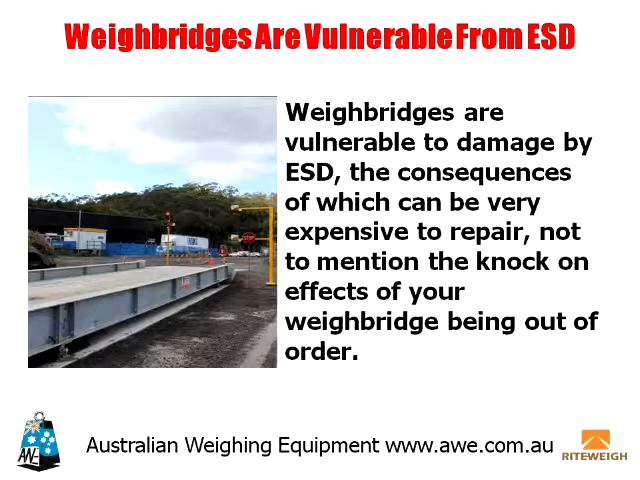 Weighbridges Are Vulnerable From ESD
Weighbridges are
vulnerable to damage by
ESD, the consequences
of which can be very
expensive to repair, not
to mention the knock on
effects of your
weighbridge being out of
order.
AWE
Australian Weighing Equipment www.awe.com.au
RITEWEIGH